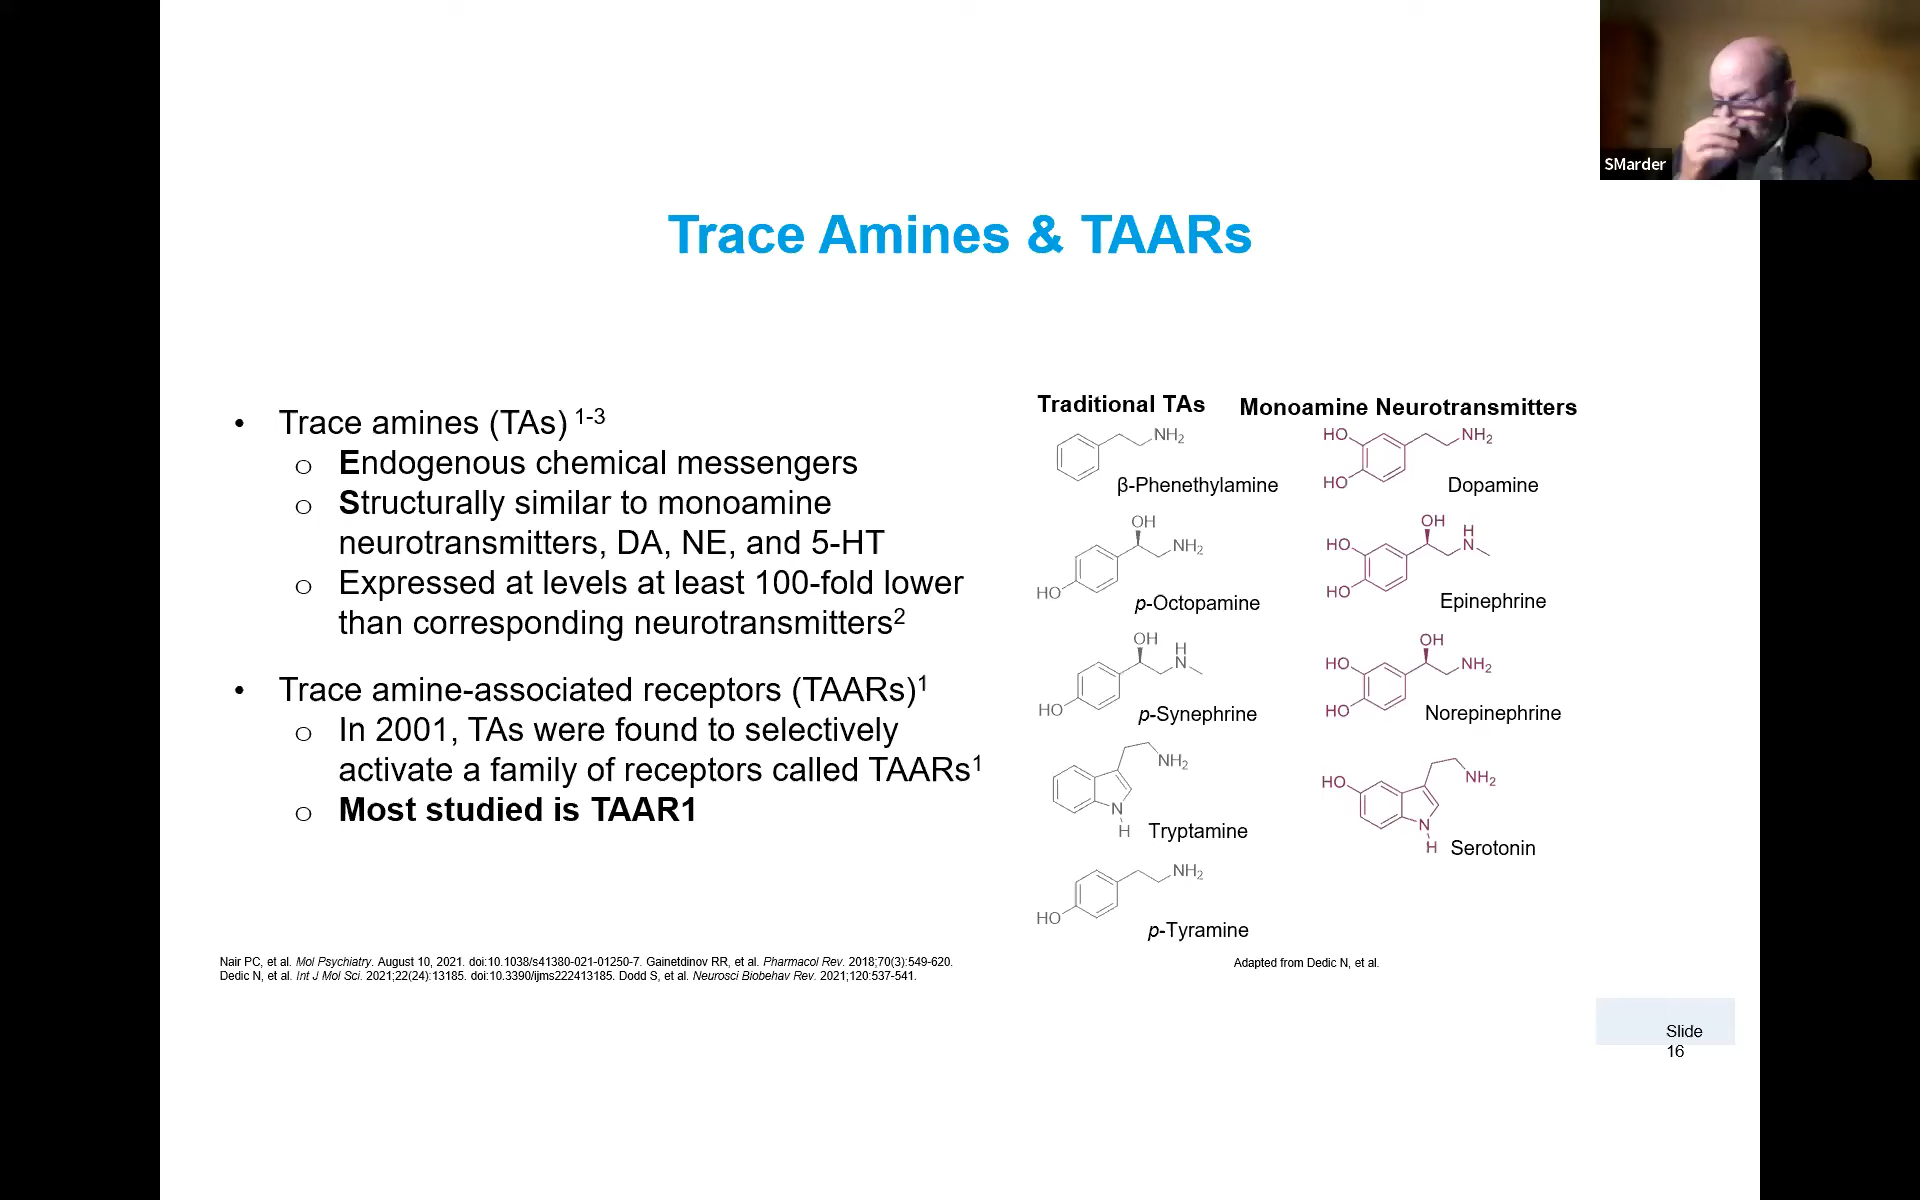 SMarder
Trace Amines & TAARs
• Trace amines (TAs) 1-3
o Endogenous chemical messengers
o Structurally similar to monoamine
neurotransmitters, DA, NE, and 5-HT
o Expressed at levels at least 100-fold lower
than corresponding neurotransmitters2
• Trace amine-associated receptors (TAARs)1
o In 2001, TAs were found to selectively
activate a family of receptors called TAARs1
o Most studied is TAAR1
Traditional TAs
NH2
β-Phenethylamine
OH
NH2
HO
p-Octopamine
OH
H
N
HO
p-Synephrine
NH2
N
H
Tryptamine
NH2
HO
p-Tyramine
Monoamine Neurotransmitters
HO
NH2
HO
Dopamine
OH
H
HO
N
HO
Epinephrine
OH
HO
NH2
HO
Norepinephrine
HO
NH2
N
H
Serotonin
Nair PC, et al. Mol Psychiatry. August 10, 2021. doi:10.1038/s41380-021-01250-7. Gainetdinov RR, et al. Pharmacol Rev. 2018;70(3):549-620.
Dedic N, et al. Int J Mol Sci. 2021;22(24):13185. doi:10.3390/ijms222413185. Dodd S, et al. Neurosci Biobehav Rev. 2021;120:537-541.
Adapted from Dedic N, et al.
Slide
16